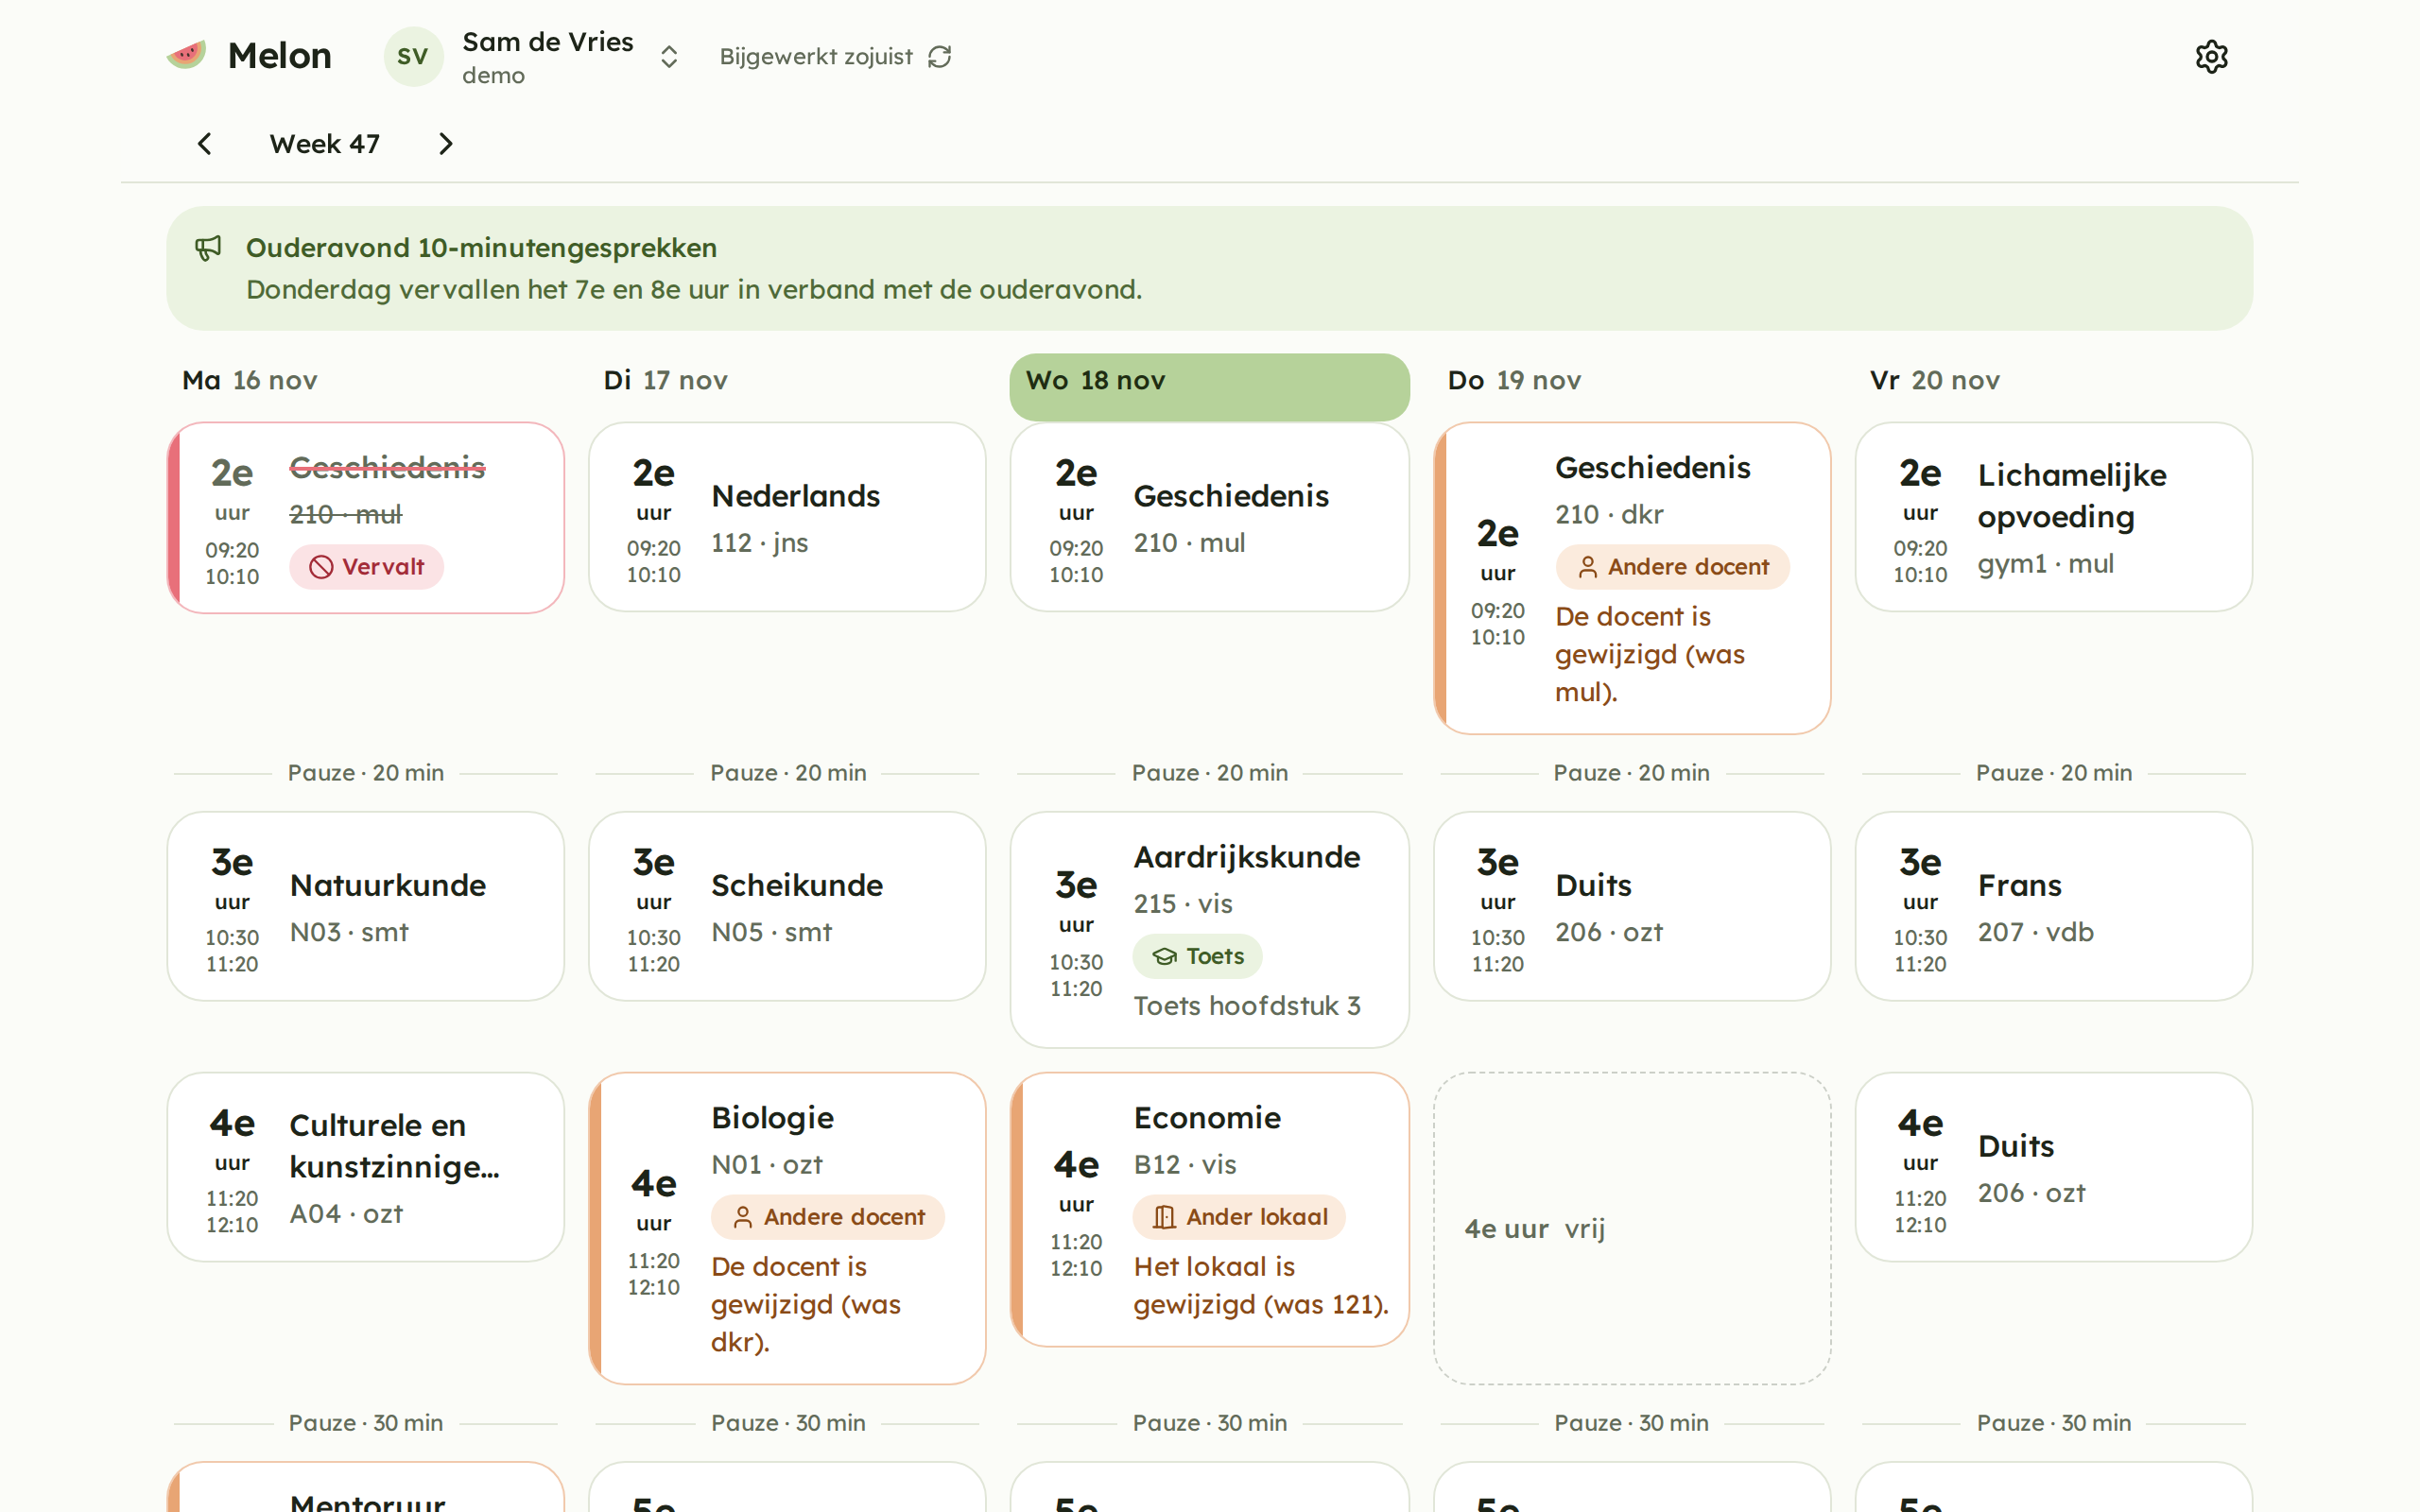 Melon
SV
Sam de Vries
demo
Bijgewerkt zojuist
Week 47
Ouderavond 10-minutengesprekken
Donderdag vervallen het 7e en 8e uur in verband met de ouderavond.
Ma 16 nov
Di 17 nov
Wo 18 nov
Do 19 nov
Vr 20 nov
2e
uur
09:20
10:10
Geschiedenis
210 · mul
Vervalt
2e
uur
09:20
10:10
Nederlands
112 · jns
2e
uur
09:20
10:10
Geschiedenis
210 · mul
2e
uur
09:20
10:10
Geschiedenis
210 · dkr
Andere docent
De docent is
gewijzigd (was
mul).
2e
uur
09:20
10:10
Lichamelijke
opvoeding
gym1 · mul
Pauze · 20 min
Pauze · 20 min
Pauze · 20 min
Pauze · 20 min
Pauze · 20 min
3e
uur
10:30
11:20
Natuurkunde
N03 · smt
3e
uur
10:30
11:20
Scheikunde
N05 · smt
3e
uur
10:30
11:20
Aardrijkskunde
215 · vis
Toets
Toets hoofdstuk 3
3e
uur
10:30
11:20
Duits
206 · ozt
3e
uur
10:30
11:20
Frans
207 · vdb
4e
uur
11:20
12:10
Culturele en
kunstzinnige…
A04 · ozt
4e
uur
11:20
12:10
Biologie
N01 · ozt
Andere docent
De docent is
gewijzigd (was
dkr).
4e
uur
11:20
12:10
Economie
B12 · vis
Ander lokaal
Het lokaal is
gewijzigd (was 121).
4e uur vrij
4e
uur
11:20
12:10
Duits
206 · ozt
Pauze · 30 min
Pauze · 30 min
Pauze · 30 min
Pauze · 30 min
Pauze · 30 min
Mentoruur
5e
5e
5e
5e